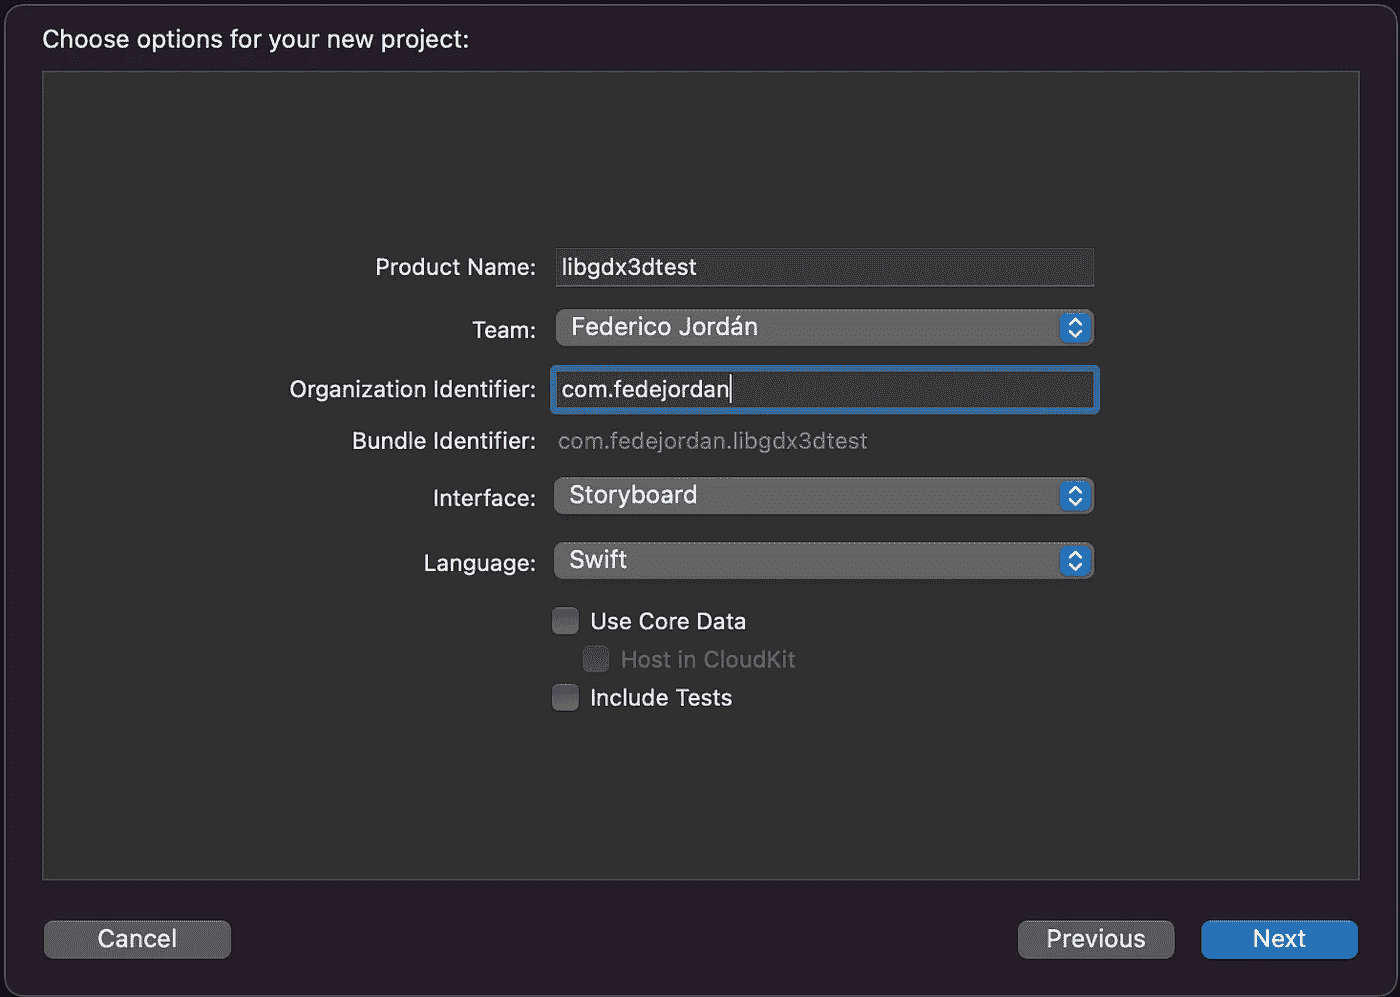 Choose options for your new project:
Product Name: libgdx3dtest
Team: Federico Jordán
Organization Identifier: com.fedejordan
Bundle Identifier: com.fedejordan.libgdx3dtest
Interface: Storyboard
Language: Swift
Use Core Data
Host in CloudKit
Include Tests
Cancel Previous Next